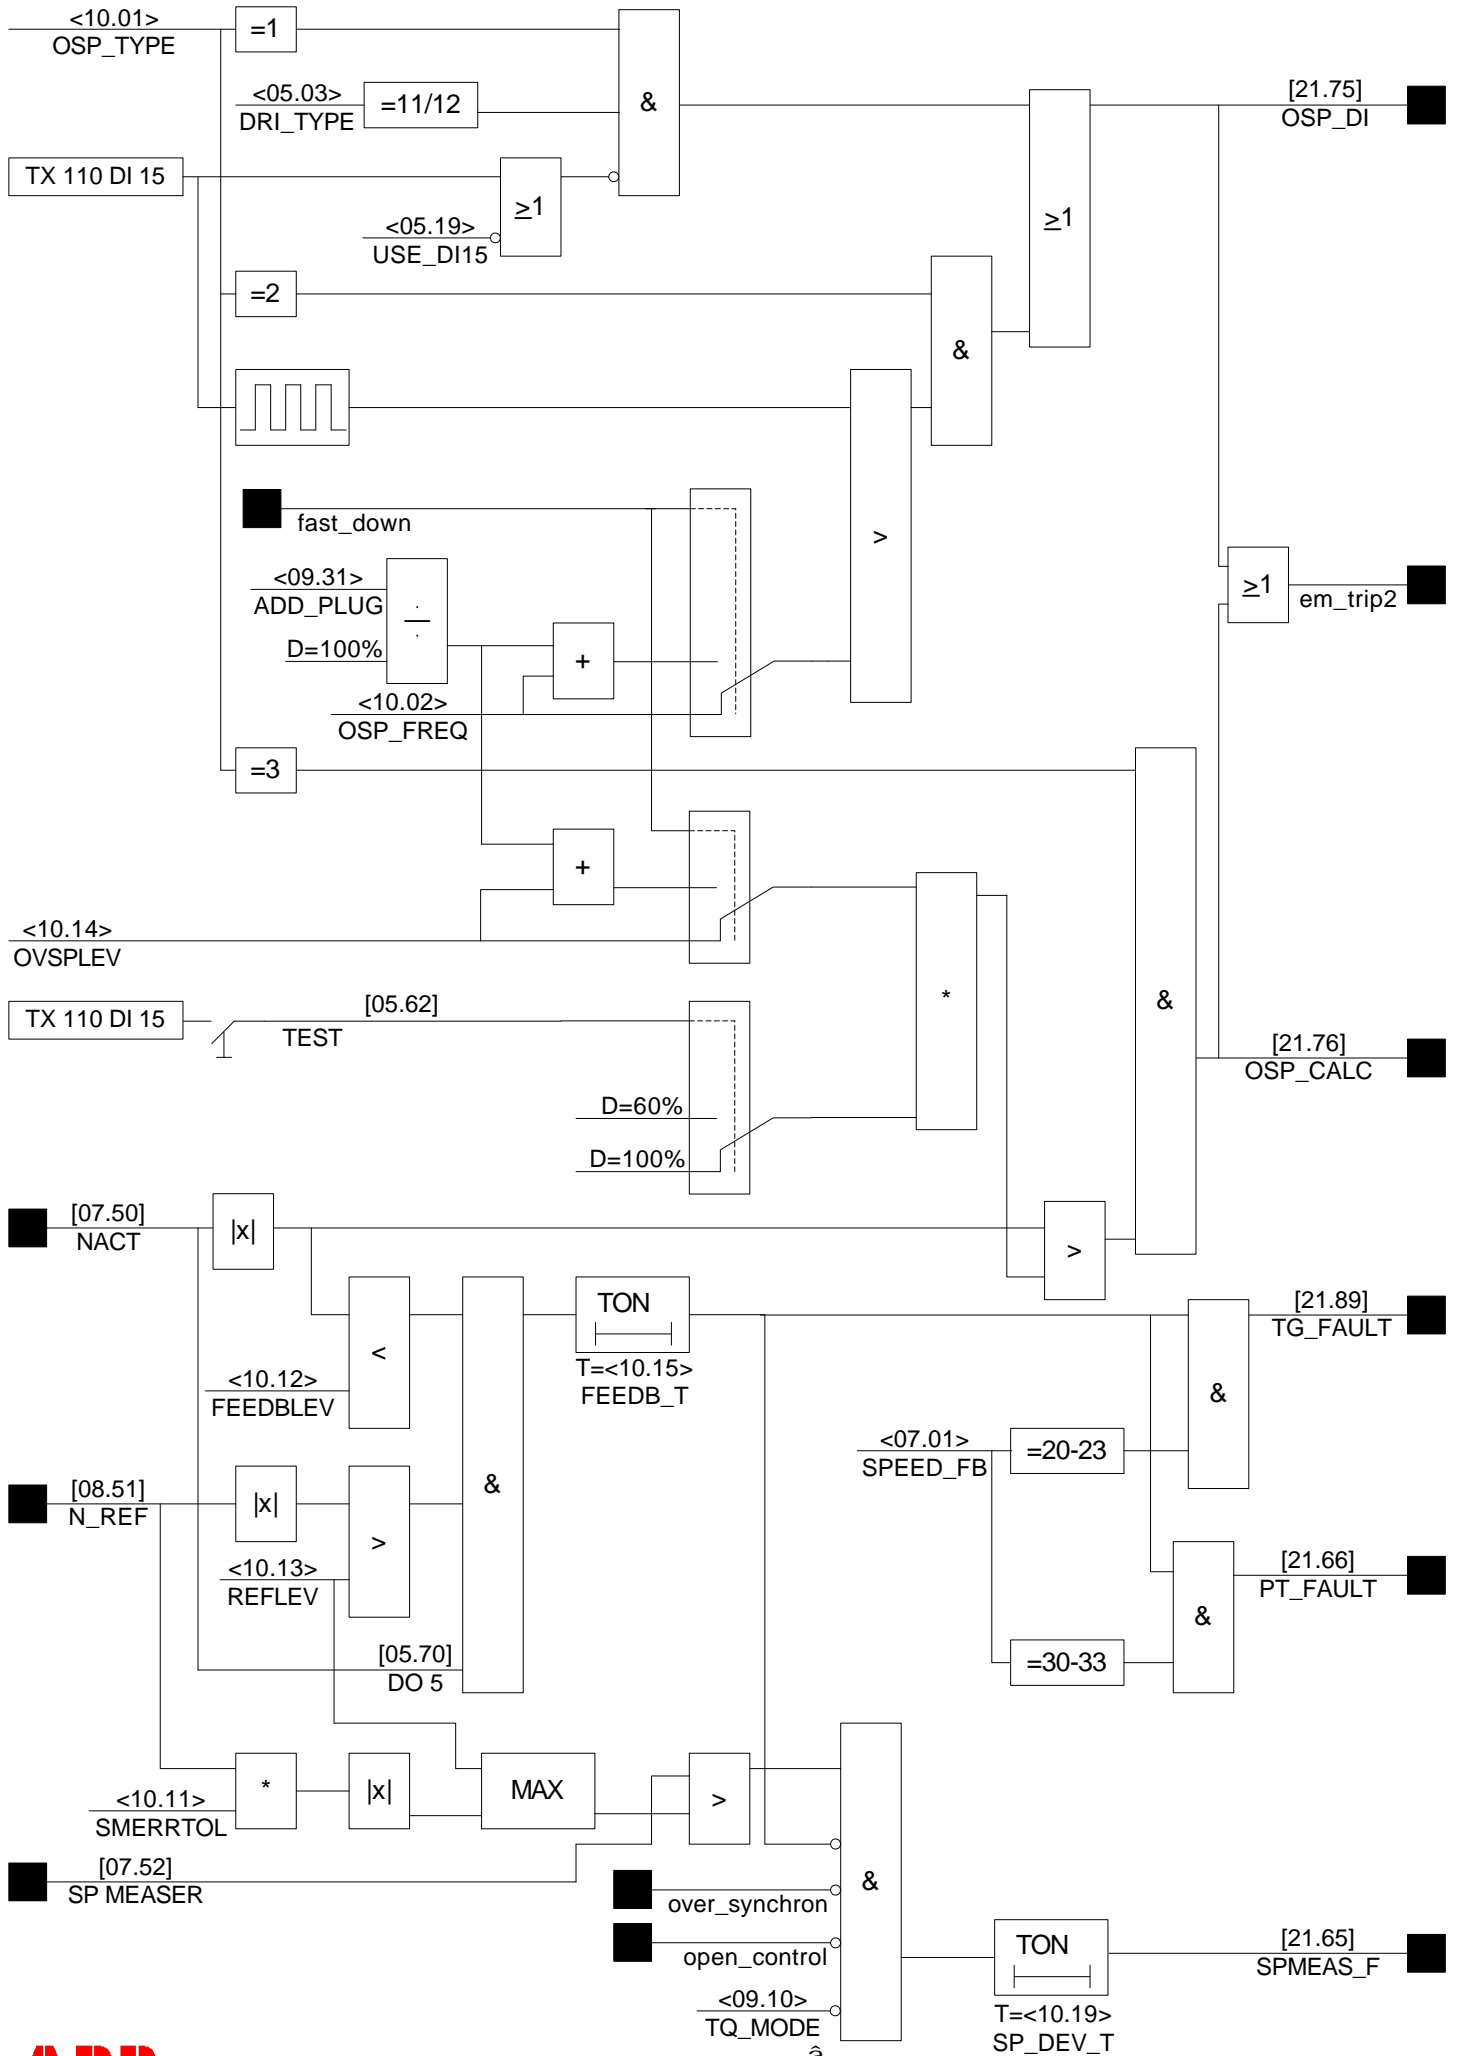 <10.01>
OSP_TYPE
=1
<05.03>
DRI_TYPE
=11/12
&
[21.75]
OSP_DI
TX 110 DI 15
≥1
<05.19>
USE_DI15
≥1
=2
&
fast_down
>
<09.31>
ADD_PLUG
÷
D=100%
+
≥1
em_trip2
<10.02>
OSP_FREQ
=3
+
<10.14>
OVSPLEV
*
&
TX 110 DI 15
[05.62]
TEST
[21.76]
OSP_CALC
D=60%
D=100%
[07.50]
NACT
|x|
>
TON
[21.89]
TG_FAULT
<
T=<10.15>
FEEDB_T
<10.12>
FEEDBLEV
&
<07.01>
SPEED_FB
=20-23
[08.51]
N_REF
|x|
&
>
<10.13>
REFLEV
[21.66]
PT_FAULT
&
[05.70]
DO 5
=30-33
*
|x|
MAX
>
<10.11>
SMERRTOL
[07.52]
SP MEASER
&
over_synchron
open_control
TON
[21.65]
SPMEAS_F
<09.10>
TQ_MODE
T=<10.19>
SP_DEV_T
â
ABB